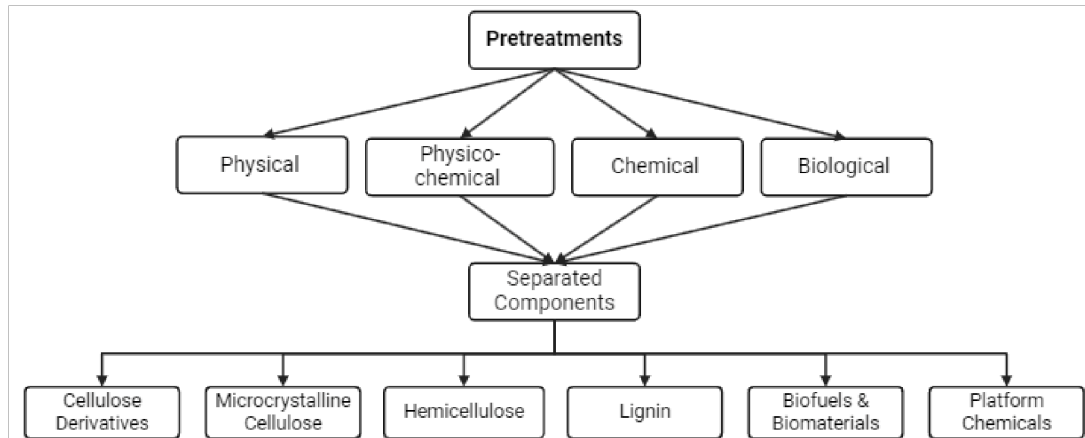 Pretreatments
Physical
Physico-
chemical
Chemical
Biological
Separated
Components
Cellulose
Derivatives
Microcrystalline
Cellulose
Hemicellulose
Lignin
Biofuels &
Biomaterials
Platform
Chemicals